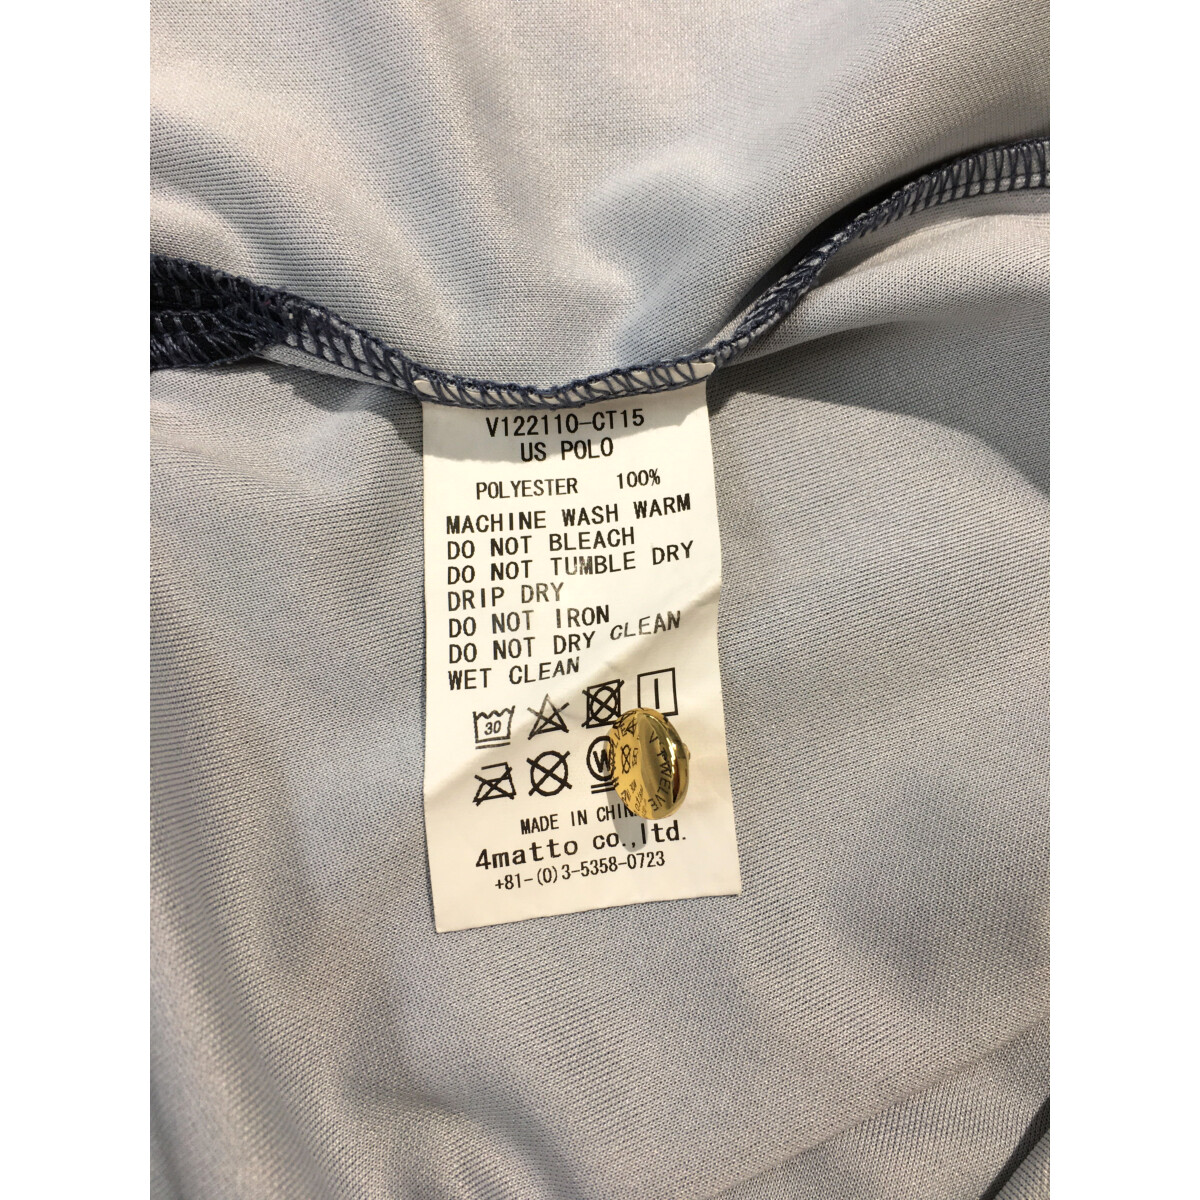 V122110-CT15
US POLO
POLYESTER 100%
MACHINE WASH WARM
DO NOT BLEACH
DO NOT TUMBLE DRY
DRIP DRY
DO NOT IRON
DO NOT DRY CLEAN
WET CLEAN
30
W
TWELVE
MADE IN CHIN
4matto co.,ltd.
+81-(0)3-5358-0723